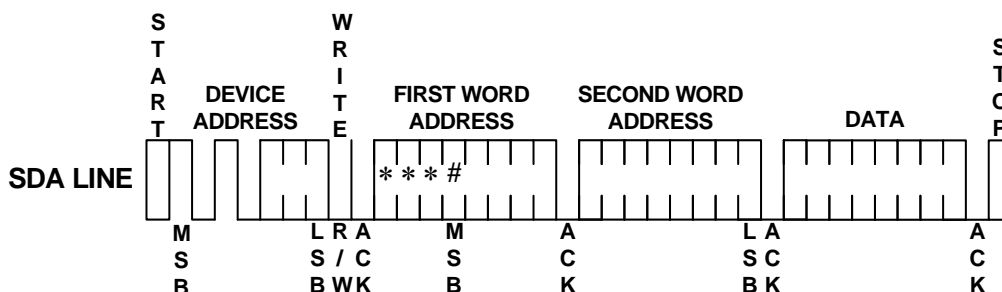 START
WRITE
STOP
DEVICE ADDRESS
FIRST WORD ADDRESS
SECOND WORD ADDRESS
DATA
SDA LINE
* * * #
MSB
LSB
R/W
ACK
MSB
ACK
LSB
ACK
ACK